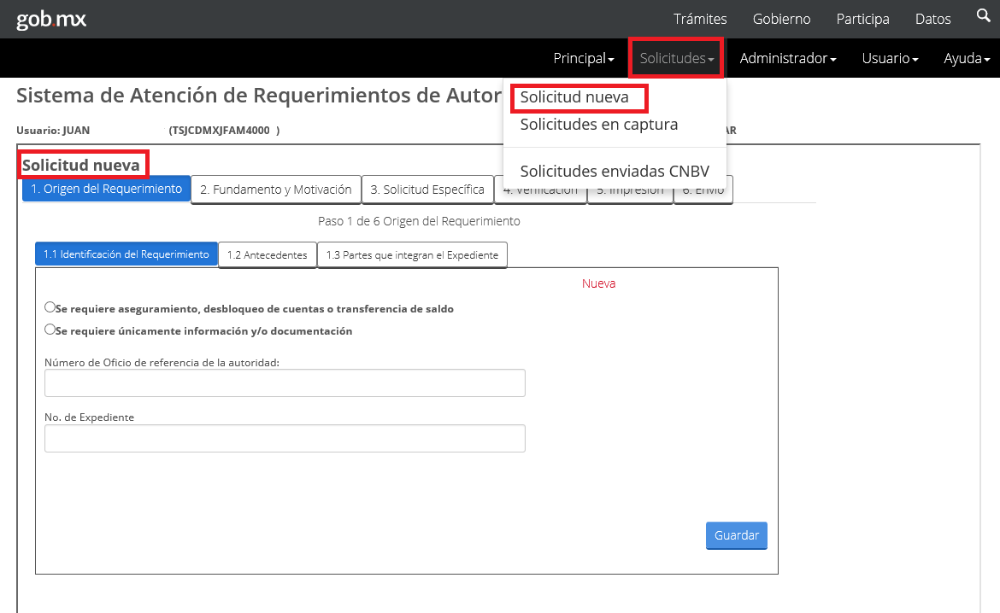 gob.mx Trámites Gobierno Participa Datos
Principal Solicitudes Administrador Usuario Ayuda
Sistema de Atención de Requerimientos de Autor
Solicitud nueva
Solicitudes en captura
Solicitudes enviadas CNBV
Usuario: JUAN (TSJCDMXJFAM4000 ) AR
Solicitud nueva
1. Origen del Requerimiento 2. Fundamento y Motivación 3. Solicitud Específica 4. Verificación 5. Impresión 6. Envío
Paso 1 de 6 Origen del Requerimiento
1.1 Identificación del Requerimiento 1.2 Antecedentes 1.3 Partes que integran el Expediente
Nueva
Se requiere aseguramiento, desbloqueo de cuentas o transferencia de saldo
Se requiere únicamente información y/o documentación
Número de Oficio de referencia de la autoridad:
No. de Expediente
Guardar